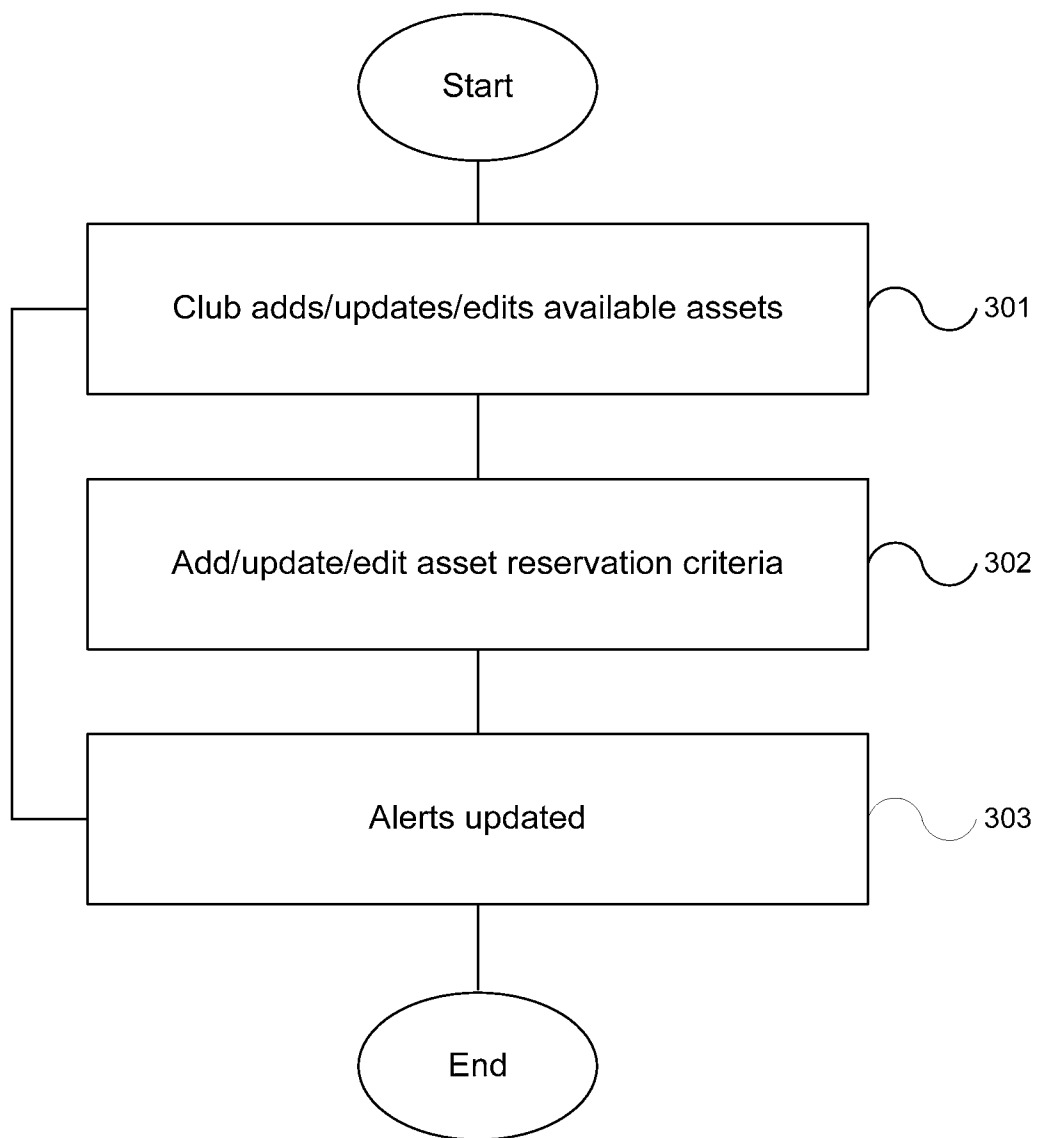 Start
Club adds/updates/edits available assets
301
Add/update/edit asset reservation criteria
302
Alerts updated
303
End